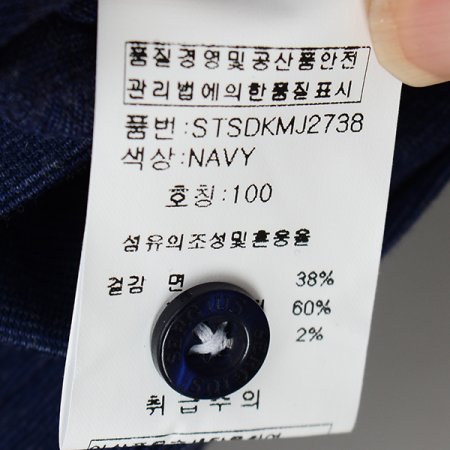 품질경영및공산품안전
관리법에의한품질표시
품번:STSDKMJ2738
색상:NAVY
호칭:100
섬유의조성및혼용율
겉감 면 38%
60%
2%
취급주의